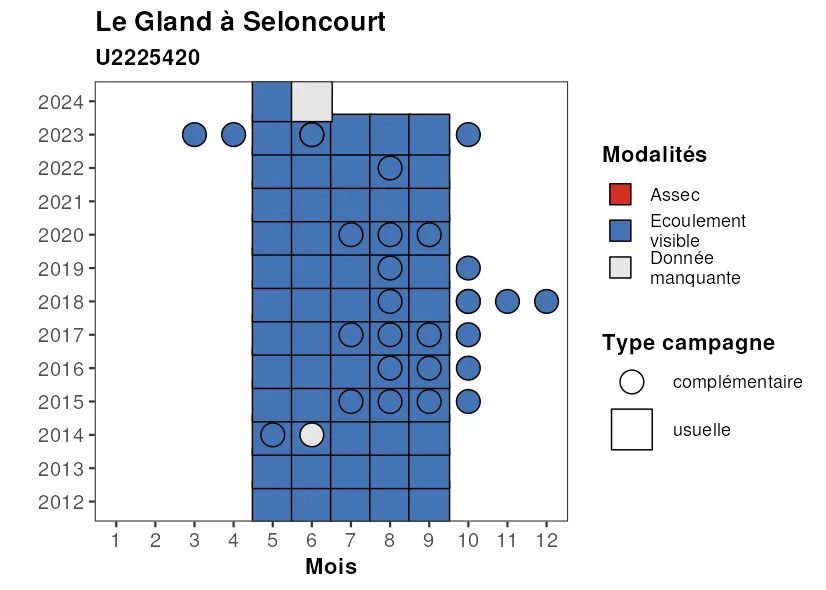 Le Gland à Seloncourt
U2225420
2024
2023
2022
2021
2020
2019
2018
2017
2016
2015
2014
2013
2012
1 2 3 4 5 6 7 8 9 10 11 12
Mois
Modalités
Assec
Ecoulement
visible
Donnée
manquante
Type campagne
complémentaire
usuelle